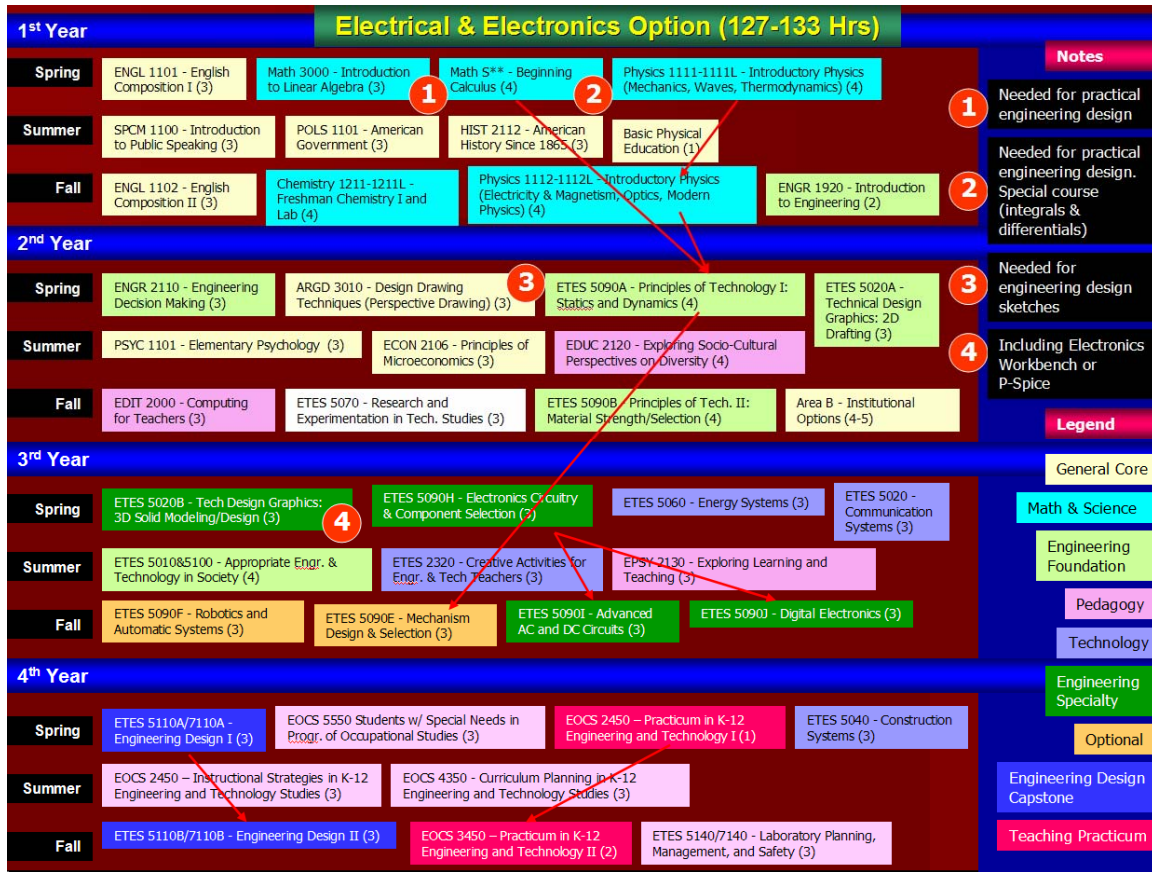 Electrical & Electronics Option (127-133 Hrs)
1st Year
Spring
ENGL 1101 - English
Composition I (3)
Math 3000 - Introduction
to Linear Algebra (3)
1
Math S** - Beginning
Calculus (4)
2
Physics 1111-1111L - Introductory Physics
(Mechanics, Waves, Thermodynamics) (4)
Summer
SPCM 1100 - Introduction
to Public Speaking (3)
POLS 1101 - American
Government (3)
HIST 2112 - American
History Since 1865 (3)
Basic Physical
Education (1)
Fall
ENGL 1102 - English
Composition II (3)
Chemistry 1211-1211L -
Freshman Chemistry I and
Lab (4)
Physics 1112-1112L - Introductory Physics
(Electricity & Magnetism, Optics, Modern
Physics) (4)
ENGR 1920 - Introduction
to Engineering (2)
2nd Year
Spring
ENGR 2110 - Engineering
Decision Making (3)
ARGD 3010 - Design Drawing
Techniques (Perspective Drawing) (3)
3
ETES 5090A - Principles of Technology I:
Statics and Dynamics (4)
ETES 5020A -
Technical Design
Graphics: 2D
Drafting (3)
Summer
PSYC 1101 - Elementary Psychology (3)
ECON 2106 - Principles of
Microeconomics (3)
EDUC 2120 - Exploring Socio-Cultural
Perspectives on Diversity (4)
Fall
EDIT 2000 - Computing
for Teachers (3)
ETES 5070 - Research and
Experimentation in Tech. Studies (3)
ETES 5090B - Principles of Tech. II:
Material Strength/Selection (4)
Area B - Institutional
Options (4-5)
3rd Year
Spring
ETES 5020B - Tech Design Graphics:
3D Solid Modeling/Design (3)
4
ETES 5090H - Electronics Circuitry
& Component Selection (3)
ETES 5060 - Energy Systems (3)
ETES 5020 -
Communication
Systems (3)
Summer
ETES 5010&5100 - Appropriate Engr. &
Technology in Society (4)
ETES 2320 - Creative Activities for
Engr. & Tech Teachers (3)
EPSY 2130 - Exploring Learning and
Teaching (3)
Fall
ETES 5090F - Robotics and
Automatic Systems (3)
ETES 5090E - Mechanism
Design & Selection (3)
ETES 5090I - Advanced
AC and DC Circuits (3)
ETES 5090J - Digital Electronics (3)
4th Year
Spring
ETES 5110A/7110A -
Engineering Design I (3)
EOCS 5550 Students w/ Special Needs in
Progr. of Occupational Studies (3)
EOCS 2450 – Practicum in K-12
Engineering and Technology I (1)
ETES 5040 - Construction
Systems (3)
Summer
EOCS 2450 – Instructional Strategies in K-12
Engineering and Technology Studies (3)
EOCS 4350 - Curriculum Planning in K-12
Engineering and Technology Studies (3)
Fall
ETES 5110B/7110B - Engineering Design II (3)
EOCS 3450 – Practicum in K-12
Engineering and Technology II (2)
ETES 5140/7140 - Laboratory Planning,
Management, and Safety (3)
Notes
1
Needed for practical
engineering design
2
Needed for practical
engineering design.
Special course
(integrals &
differentials)
3
Needed for
engineering design
sketches
4
Including Electronics
Workbench or
P-Spice
Legend
General Core
Math & Science
Engineering
Foundation
Pedagogy
Technology
Engineering
Specialty
Optional
Engineering Design
Capstone
Teaching Practicum